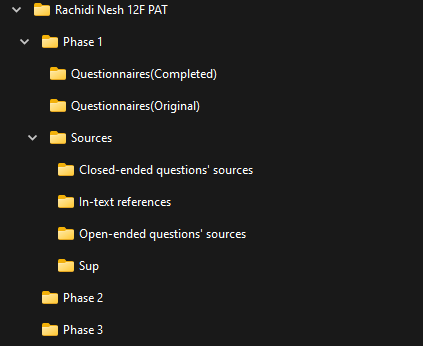 Rachidi Nesh 12F PAT
Phase 1
Questionnaires(Completed)
Questionnaires(Original)
Sources
Closed-ended questions' sources
In-text references
Open-ended questions' sources
Sup
Phase 2
Phase 3